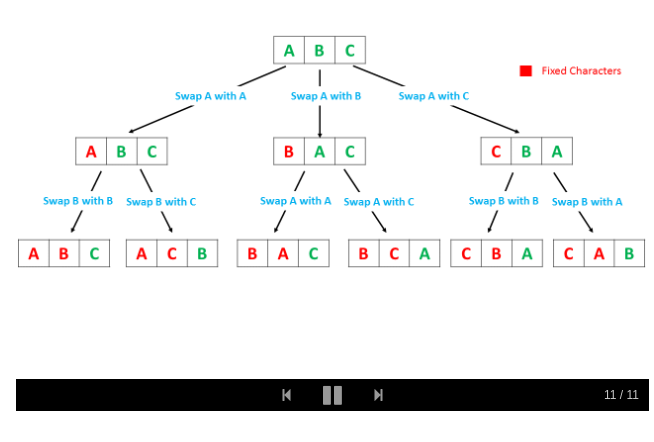 A B C
Fixed Characters
Swap A with A Swap A with B Swap A with C
A B C B A C C B A
Swap B with B Swap B with C Swap A with A Swap A with C Swap B with B Swap B with A
A B C A C B B A C B C A C B A C A B
11 / 11